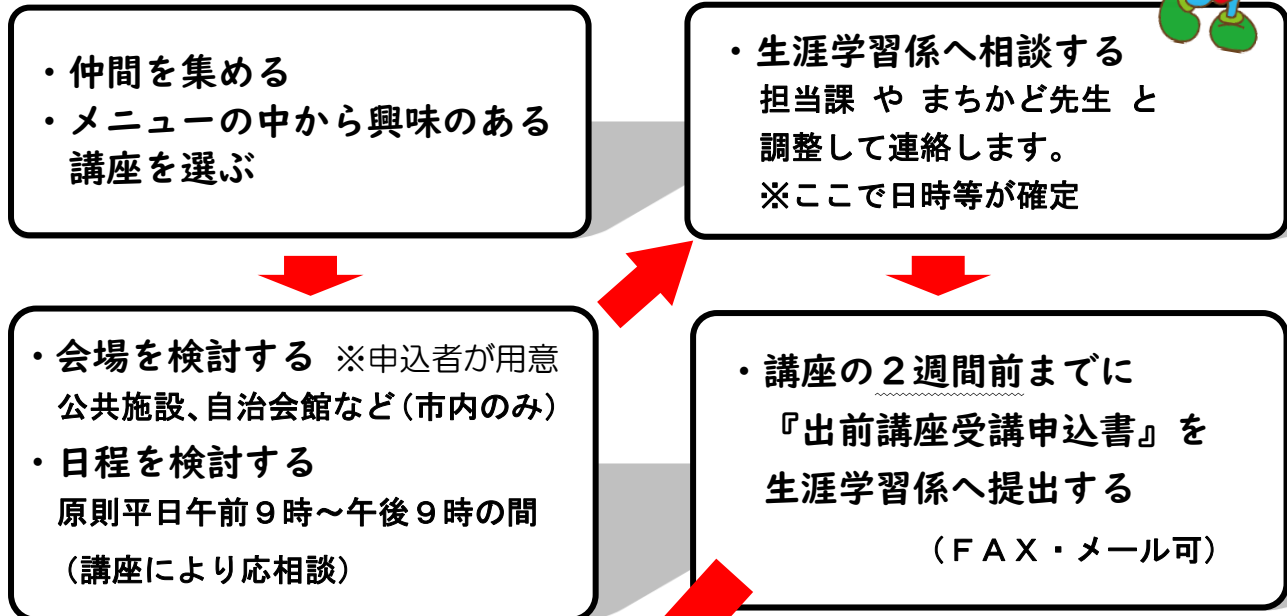 ・仲間を集める
・メニューの中から興味のある
講座を選ぶ
・会場を検討する ※申込者が用意
公共施設、自治会館など（市内のみ）
・日程を検討する
原則平日午前９時～午後９時の間
（講座により応相談）
・生涯学習係へ相談する
担当課 や まちかど先生 と
調整して連絡します。
※ここで日時等が確定
・講座の２週間前までに
『出前講座受講申込書』を
生涯学習係へ提出する
（ＦＡＸ・メール可）